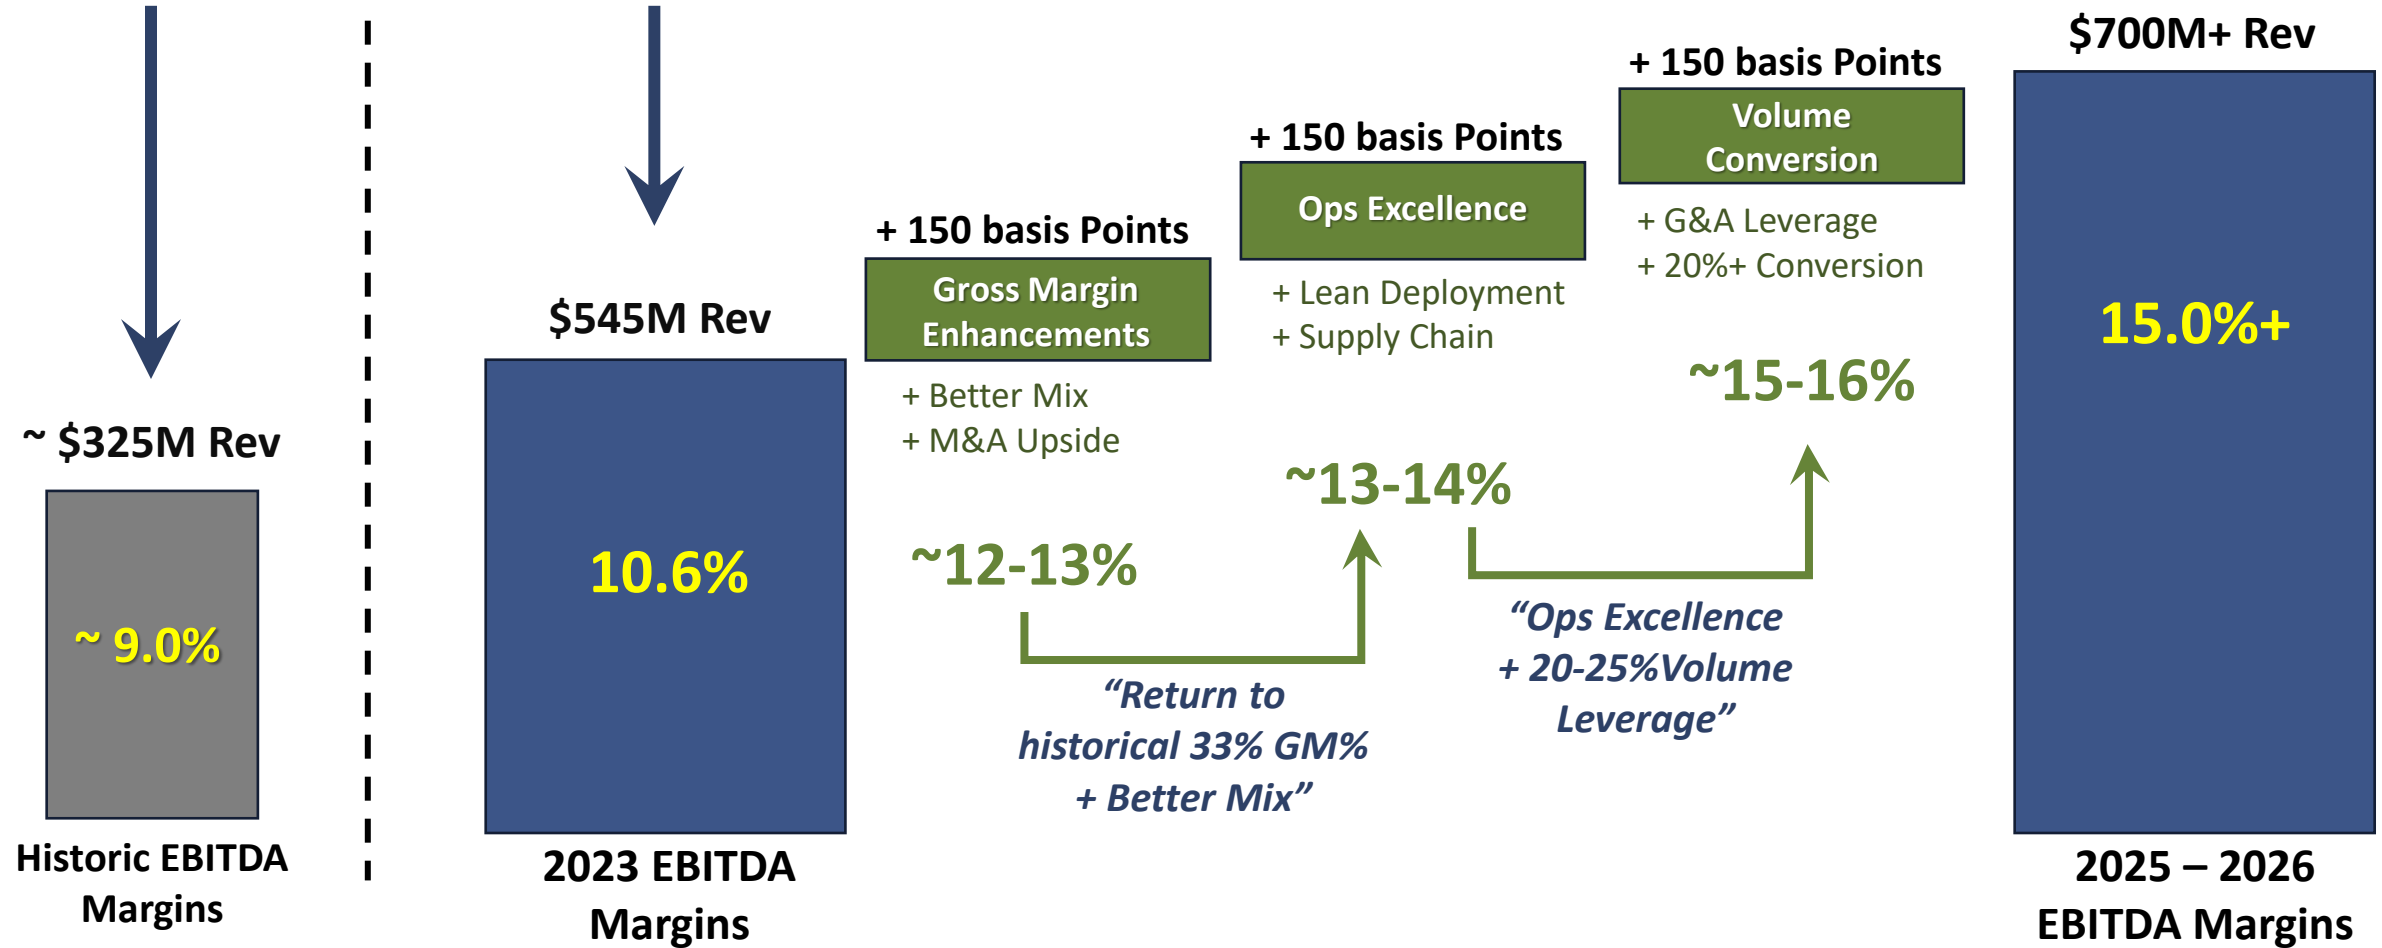 ~ $325M Rev
~ 9.0%
Historic EBITDA
Margins
$545M Rev
10.6%
2023 EBITDA
Margins
+ 150 basis Points
Gross Margin
Enhancements
+ Better Mix
+ M&A Upside
~12-13%
“Return to
historical 33% GM%
+ Better Mix”
+ 150 basis Points
Ops Excellence
+ Lean Deployment
+ Supply Chain
~13-14%
“Ops Excellence
+ 20-25%Volume
Leverage”
+ 150 basis Points
Volume
Conversion
+ G&A Leverage
+ 20%+ Conversion
~15-16%
$700M+ Rev
15.0%+
2025 – 2026
EBITDA Margins